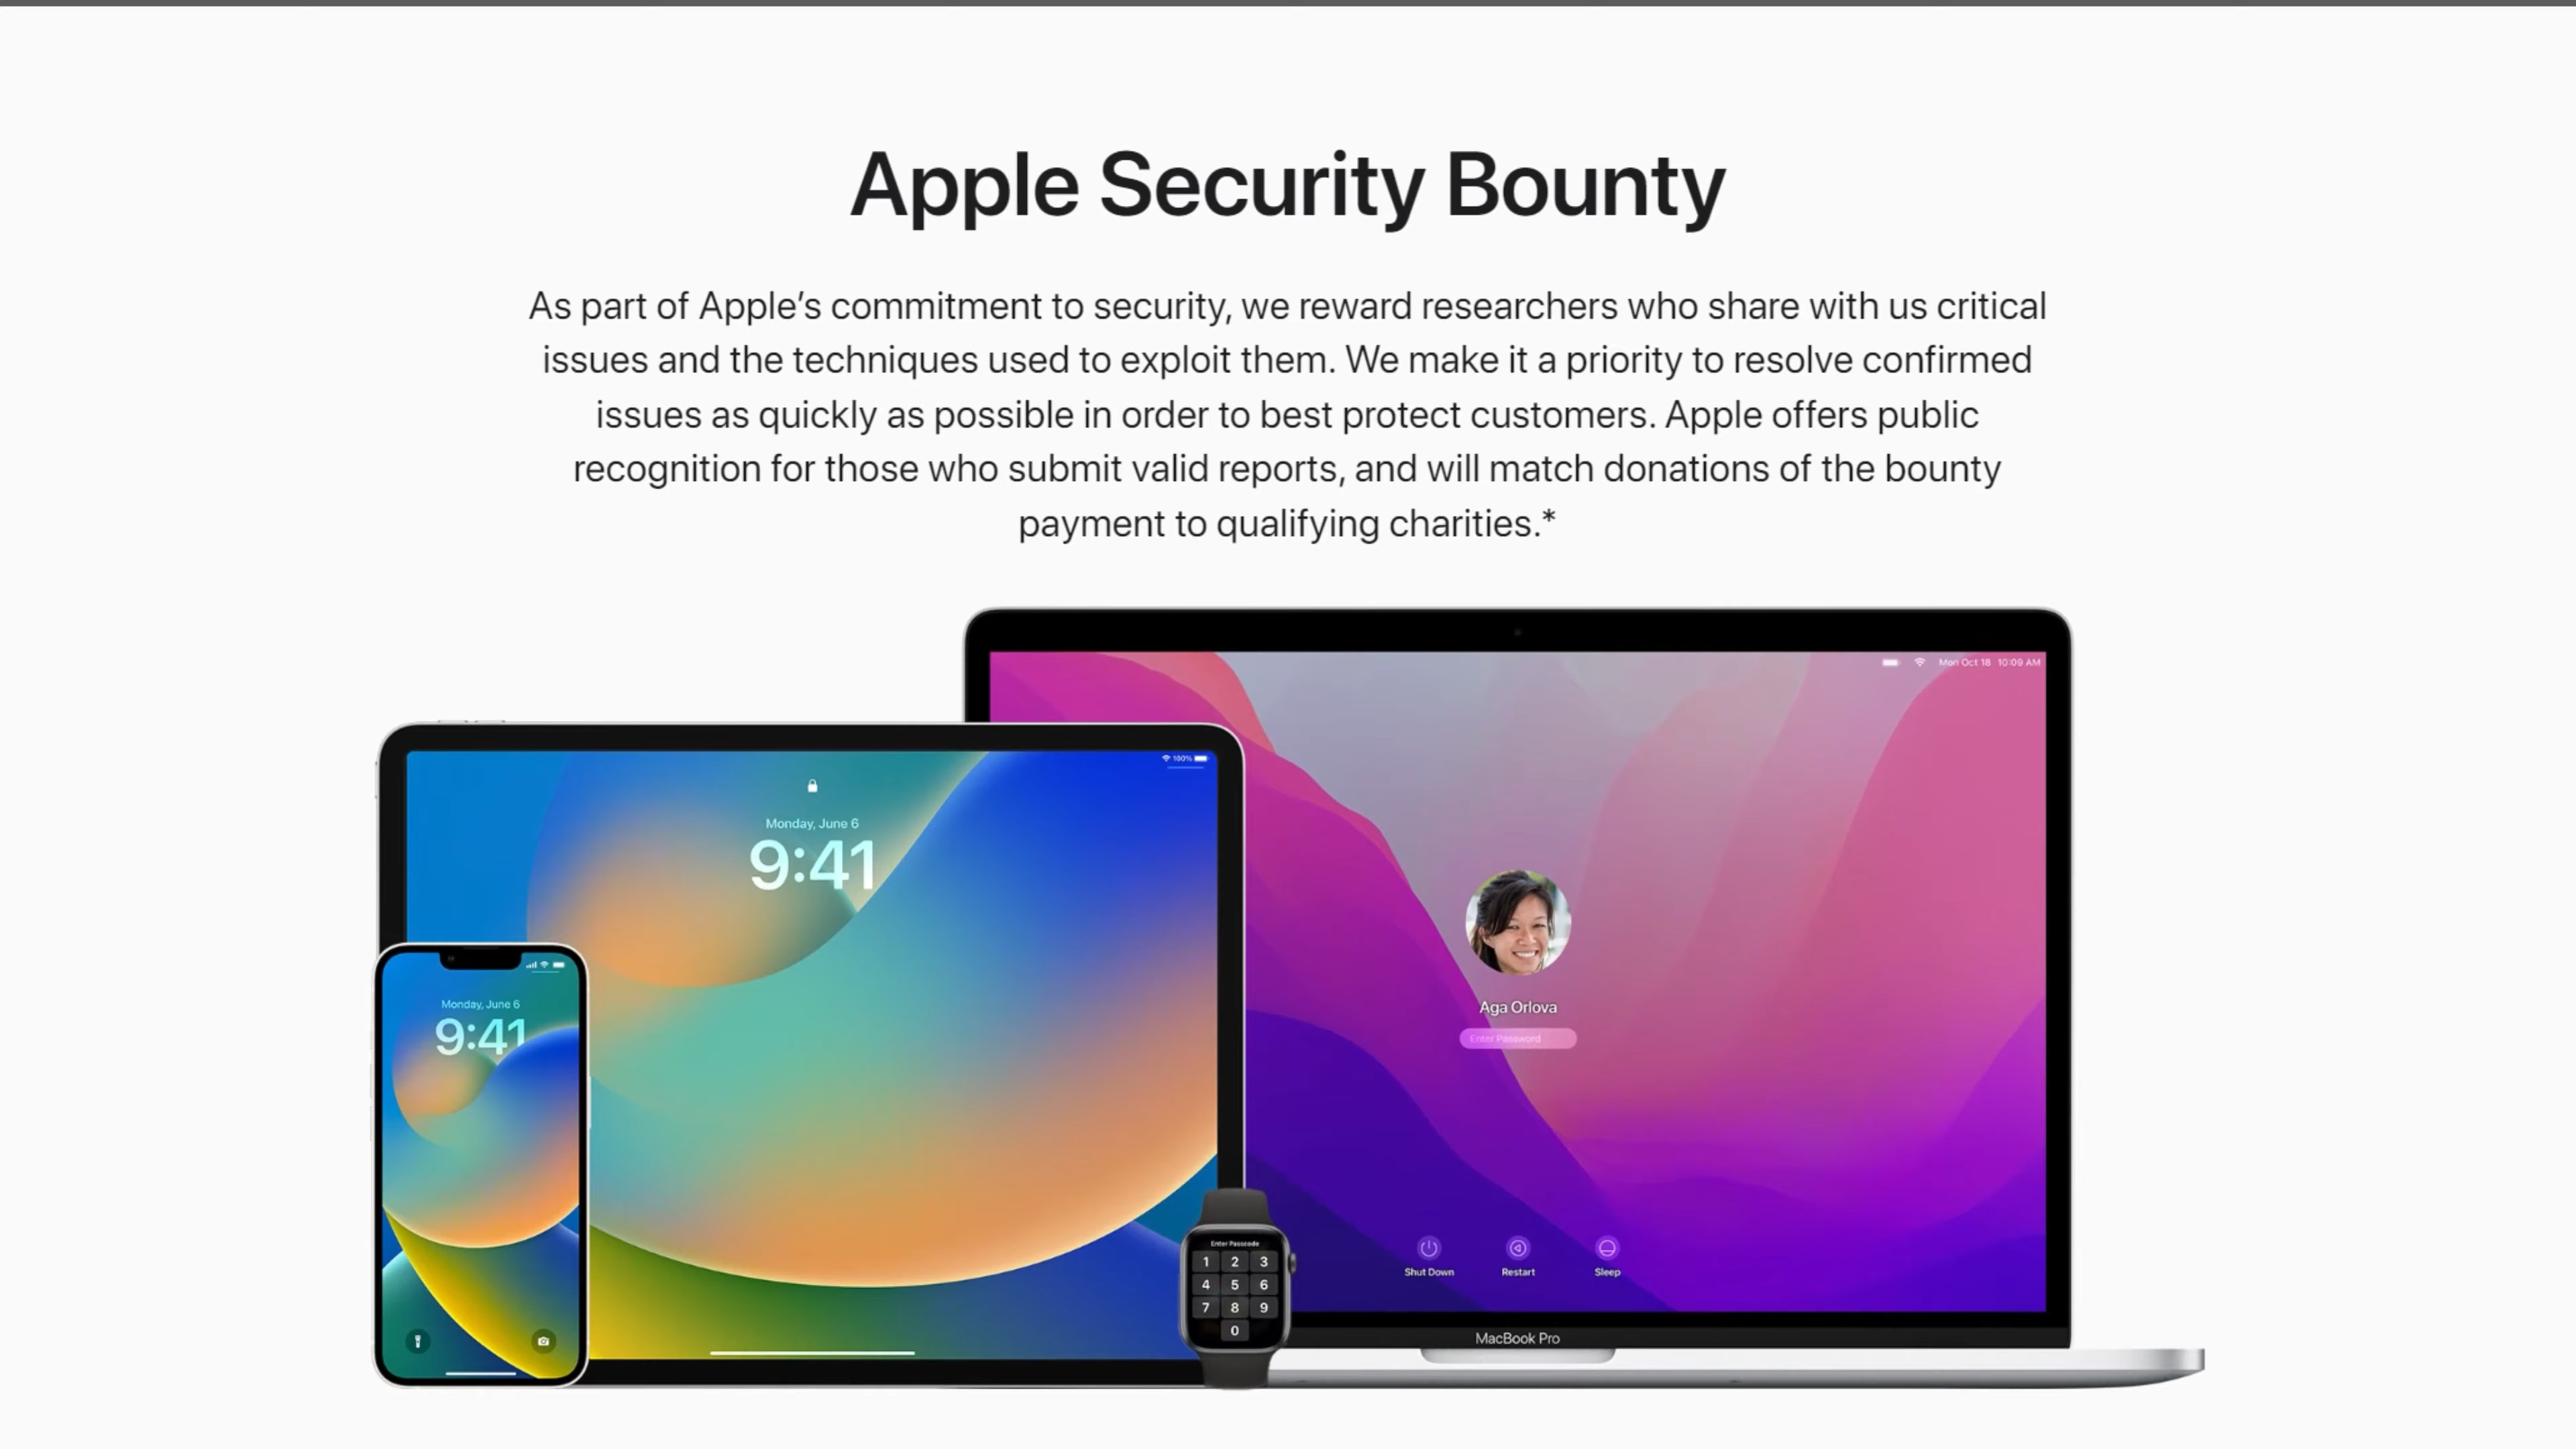 Apple Security Bounty
As part of Apple’s commitment to security, we reward researchers who share with us critical
issues and the techniques used to exploit them. We make it a priority to resolve confirmed
issues as quickly as possible in order to best protect customers. Apple offers public
recognition for those who submit valid reports, and will match donations of the bounty
payment to qualifying charities.*
Mon Oct 18 10:09 AM
100%
Monday, June 6
9:41
Aga Orlova
Enter Password
Monday, June 6
9:41
Enter Passcode
1 2 3
4 5 6
7 8 9
0
Shut Down
Restart
Sleep
MacBook Pro